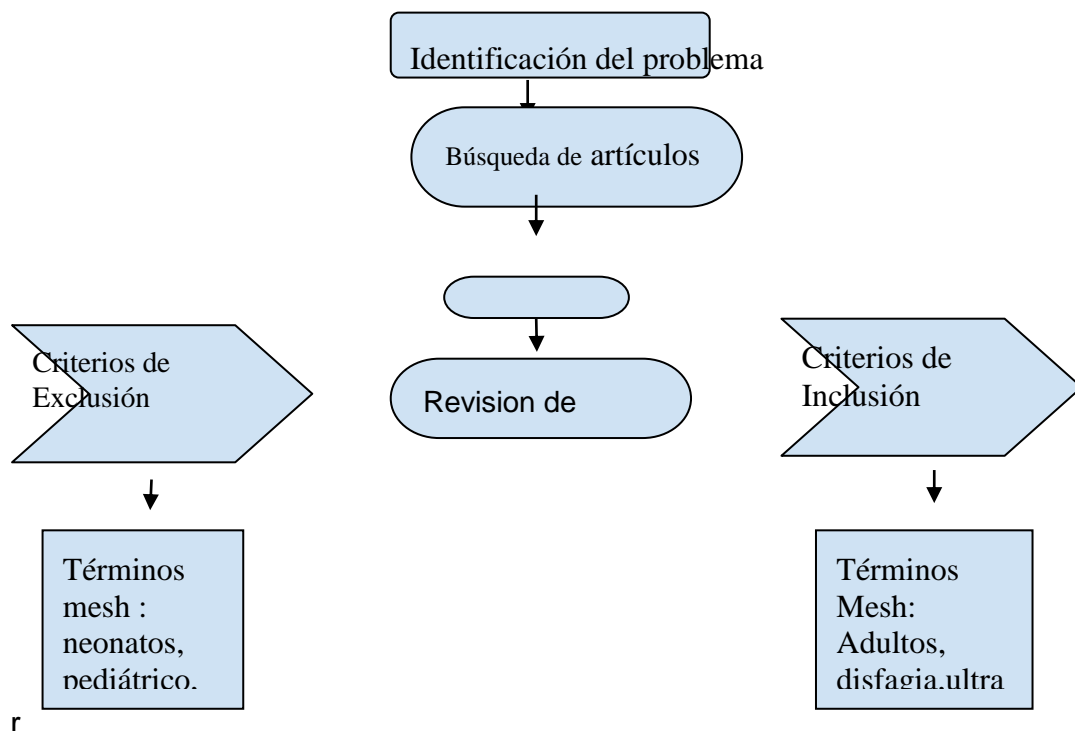 Identificación del problema
Búsqueda de artículos
Criterios de
Exclusión
Revision de
Criterios de
Inclusión
Términos
mesh :
neonatos,
pediátrico,
Términos
Mesh:
Adultos,
disfagia,ultra
r